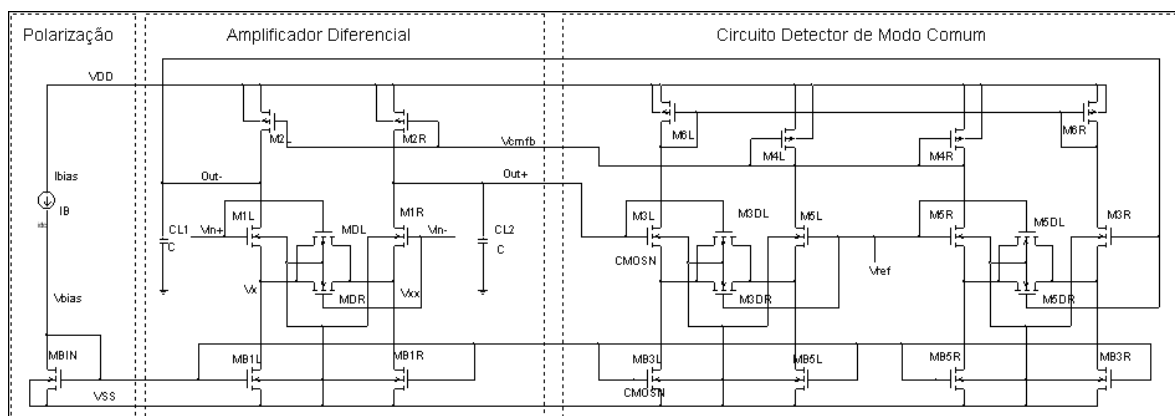 Polarização
Amplificador Diferencial
Circuito Detector de Modo Comum
VDD
M2L
M2R
M6L
M4L
M4R
M6R
Vcmfb
Ibias
IB
idc
Out-
Out+
CL1
C
Vin+
M1L
MDL
M1R
Vin-
CL2
C
M3L
M3DL
M5L
M5R
M5DL
M3R
CMOSN
Vref
Vx
MDR
Vxx
M3DR
M5DR
Vbias
MBIN
MB1L
MB1R
MB3L
MB5L
MB5R
MB3R
CMOSN
VSS